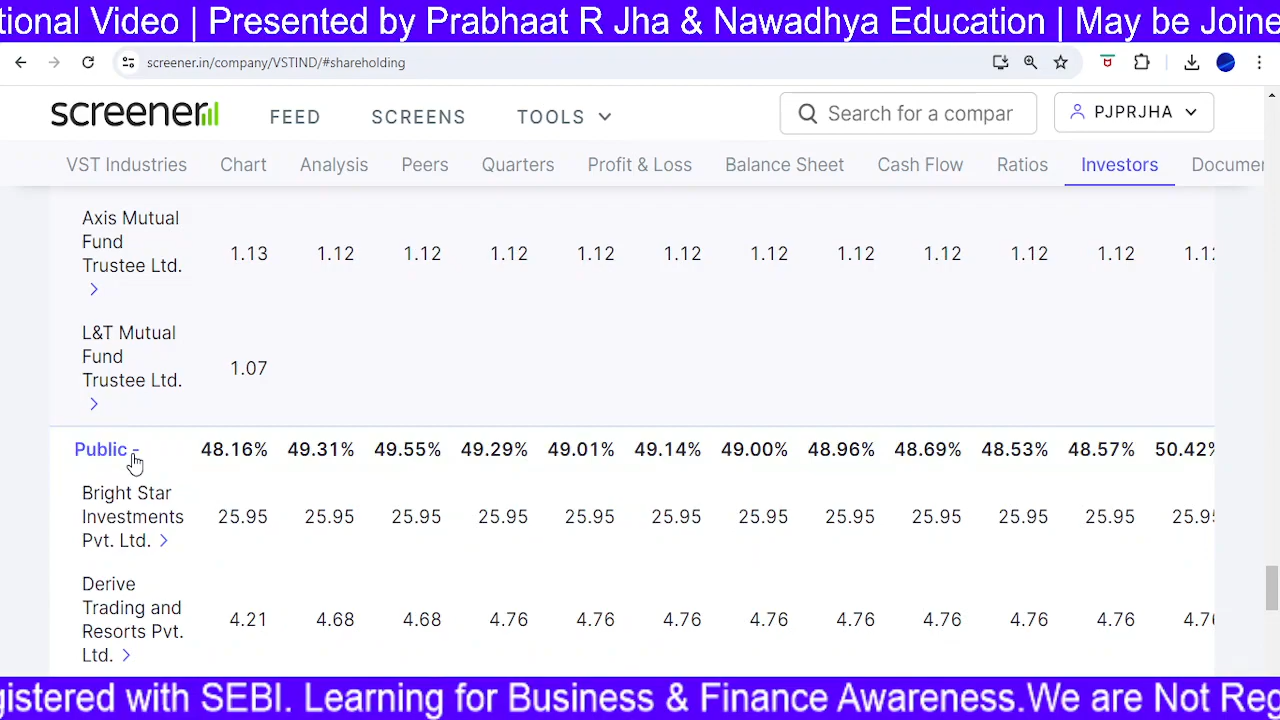 tional Video | Presented by Prabhaat R Jha & Nawadhya Education | May be Joine
screener.in/company/VSTIND/#shareholding
screener
FEED SCREENS TOOLS
Search for a compar
PJPRJHA
VST Industries Chart Analysis Peers Quarters Profit & Loss Balance Sheet Cash Flow Ratios Investors Documen
Axis Mutual
Fund
Trustee Ltd.
1.13 1.12 1.12 1.12 1.12 1.12 1.12 1.12 1.12 1.12 1.12 1.12
L&T Mutual
Fund
Trustee Ltd.
1.07
Public - 48.16% 49.31% 49.55% 49.29% 49.01% 49.14% 49.00% 48.96% 48.69% 48.53% 48.57% 50.42%
Bright Star
Investments
Pvt. Ltd.
25.95 25.95 25.95 25.95 25.95 25.95 25.95 25.95 25.95 25.95 25.95 25.95
Derive
Trading and
Resorts Pvt.
Ltd.
4.21 4.68 4.68 4.76 4.76 4.76 4.76 4.76 4.76 4.76 4.76 4.76
gistered with SEBI. Learning for Business & Finance Awareness.We are Not Reg